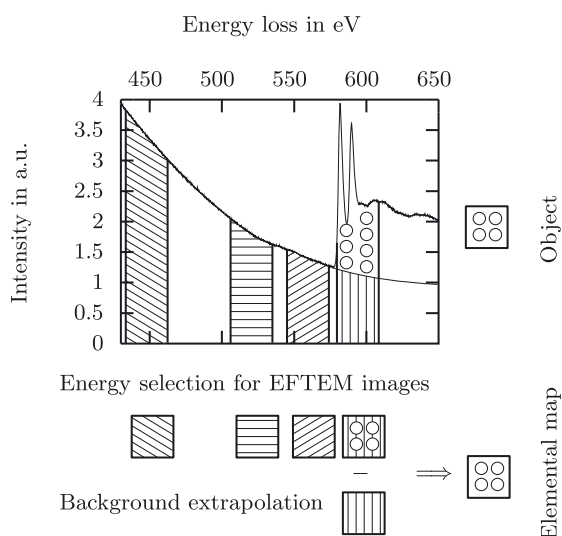 Energy loss in eV
450 500 550 600 650
4
3.5
3
2.5
2
1.5
1
0.5
0
Intensity in a.u.
Object
Energy selection for EFTEM images
−
⟹
Background extrapolation
Elemental map